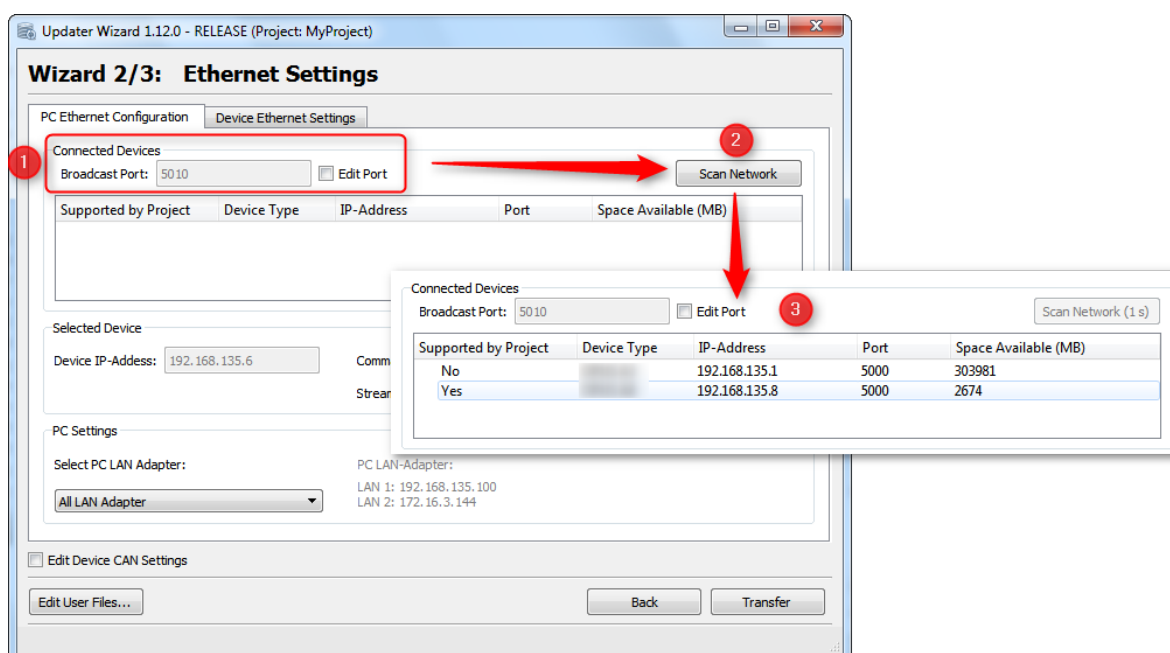 Updater Wizard 1.12.0 - RELEASE (Project: MyProject)
Wizard 2/3: Ethernet Settings
PC Ethernet Configuration
Device Ethernet Settings
1
Connected Devices
Broadcast Port: 5010
Edit Port
2
Scan Network
Supported by Project Device Type IP-Address Port Space Available (MB)
Connected Devices
Broadcast Port: 5010
Edit Port
3
Scan Network (1 s)
Supported by Project Device Type IP-Address Port Space Available (MB)
No 192.168.135.1 5000 303981
Yes 192.168.135.8 5000 2674
Selected Device
Device IP-Addess: 192.168.135.6
Comm
Strear
PC Settings
Select PC LAN Adapter:
All LAN Adapter
PC LAN-Adapter:
LAN 1: 192.168.135.100
LAN 2: 172.16.3.144
Edit Device CAN Settings
Edit User Files...
Back
Transfer